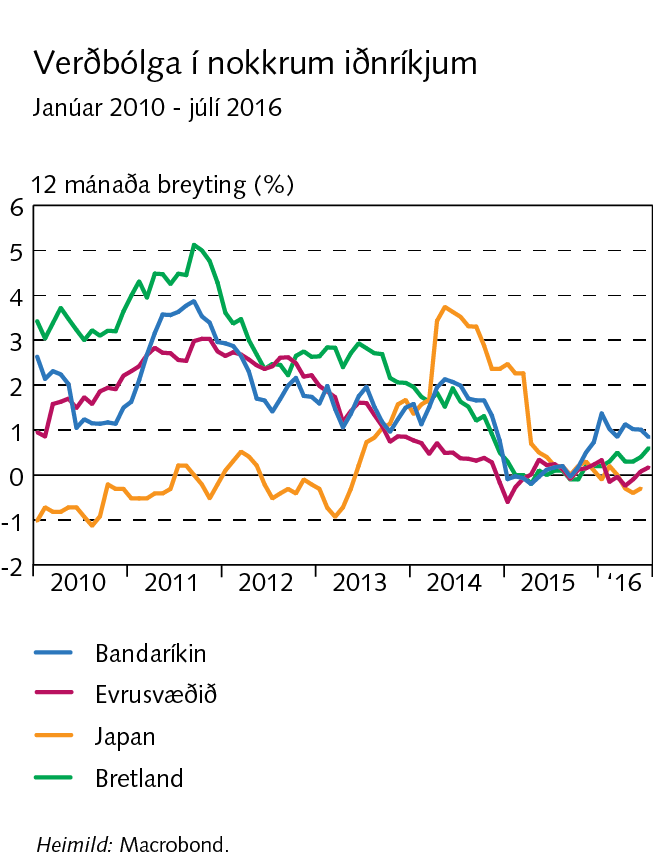 Verðbólga í nokkrum iðnríkjum
Janúar 2010 - júlí 2016
12 mánaða breyting (%)
6
5
4
3
2
1
0
-1
-2
2010 2011 2012 2013 2014 2015 ‘16
Bandaríkin
Evrusvæðið
Japan
Bretland
Heimild: Macrobond.